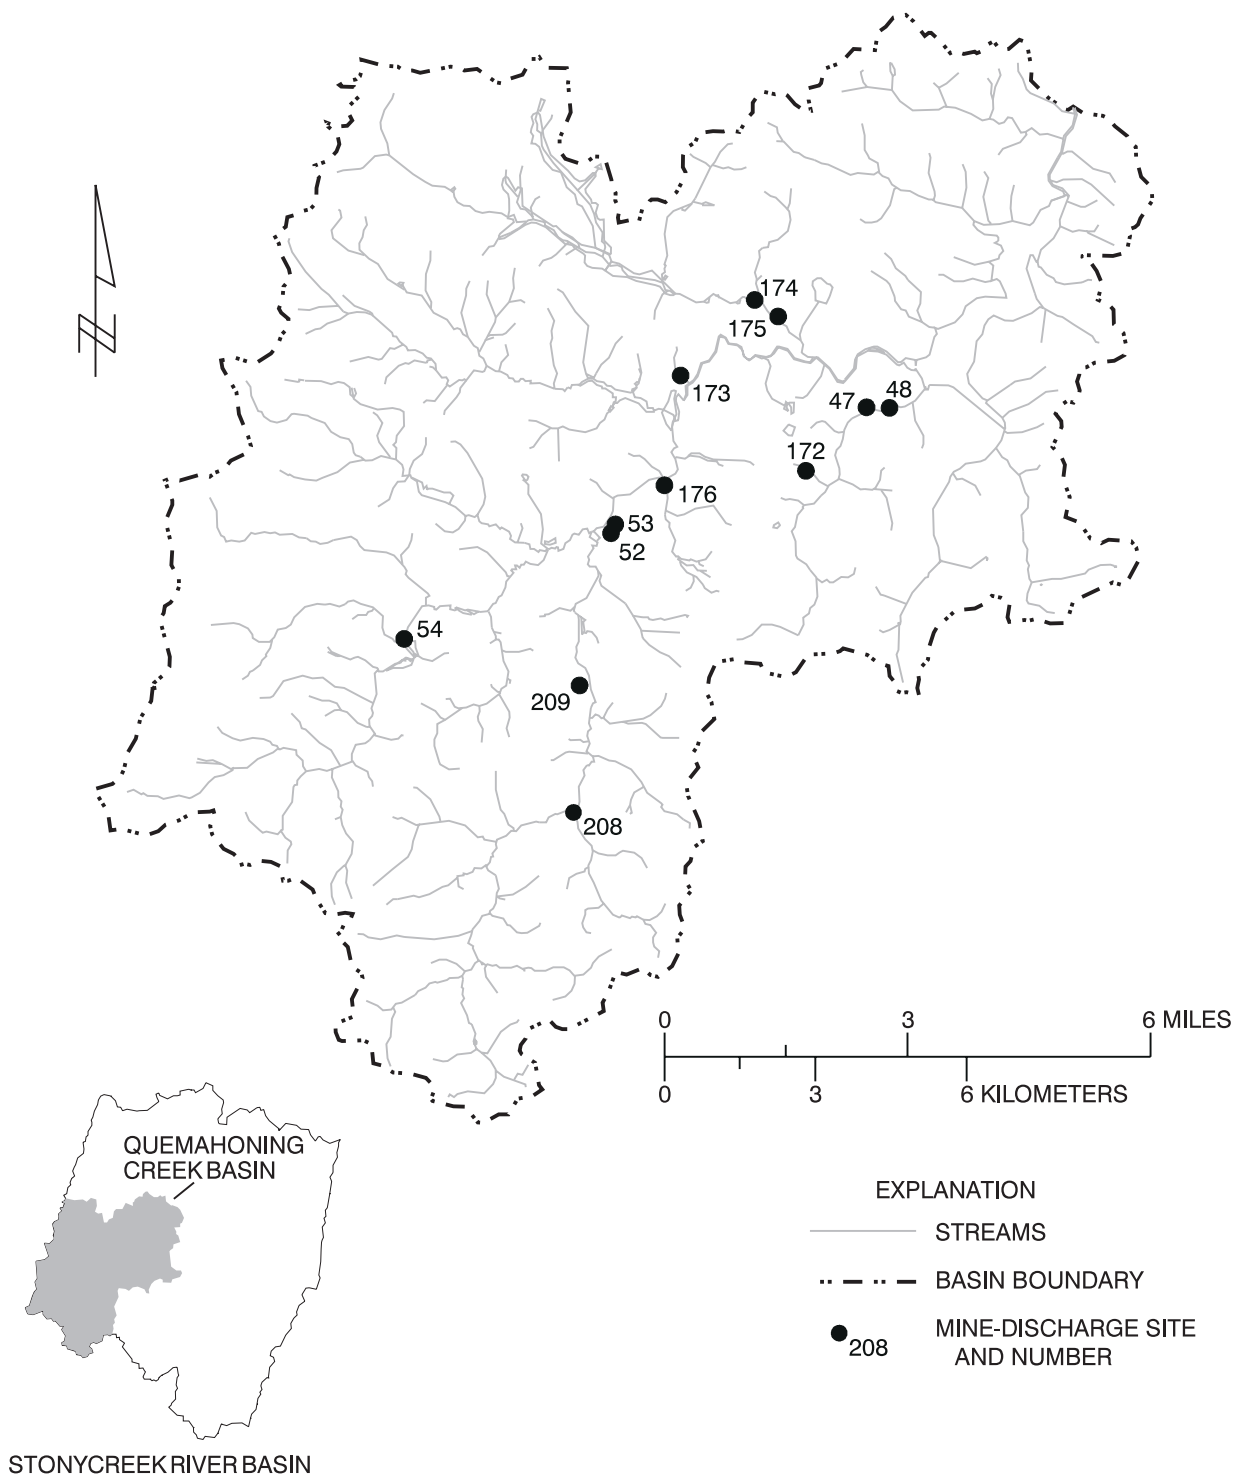 174
175
173
47
48
172
176
53
52
54
209
208
0 3 6 MILES
0 3 6 KILOMETERS
QUEMAHONING
CREEK BASIN
STONYCREEK RIVER BASIN
EXPLANATION
STREAMS
BASIN BOUNDARY
208
MINE-DISCHARGE SITE
AND NUMBER